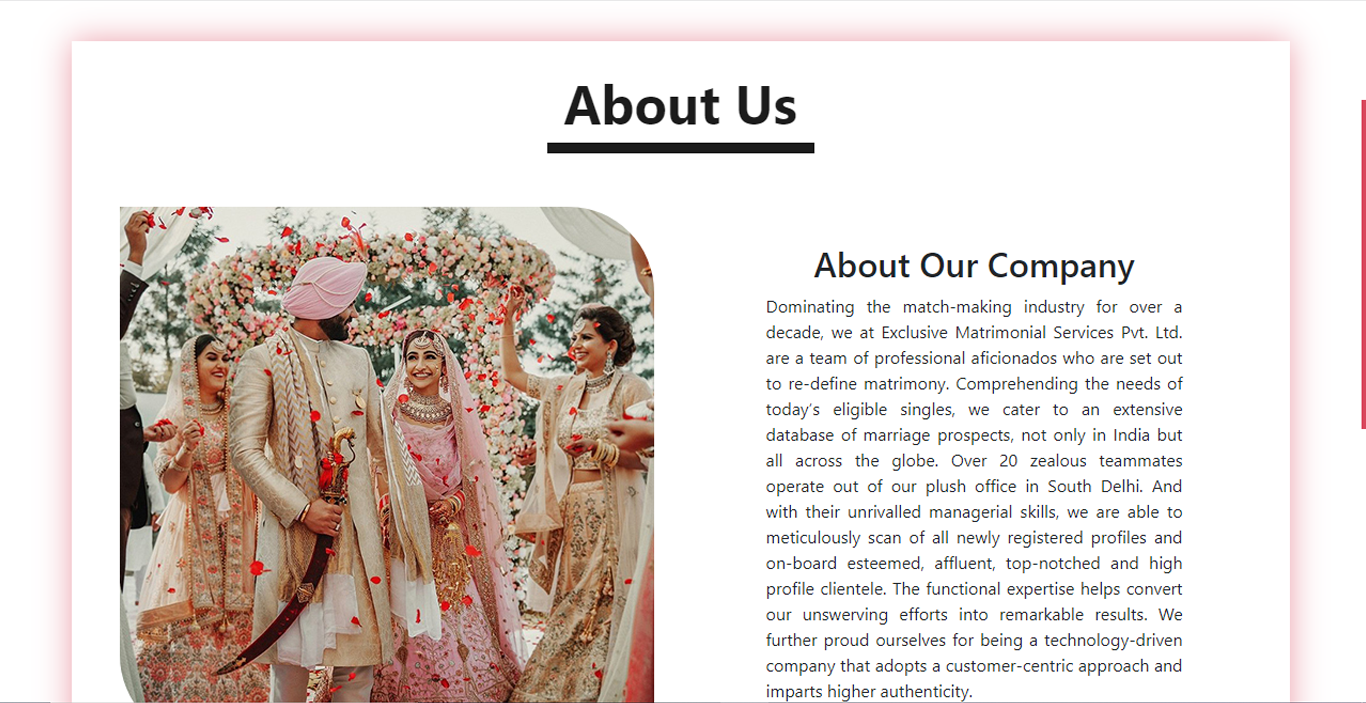 About Us
About Our Company
Dominating the match-making industry for over a
decade, we at Exclusive Matrimonial Services Pvt. Ltd.
are a team of professional aficionados who are set out
to re-define matrimony. Comprehending the needs of
today's eligible singles, we cater to an extensive
database of marriage prospects, not only in India but
all across the globe. Over 20 zealous teammates
operate out of our plush office in South Delhi. And
with their unrivalled managerial skills, we are able to
meticulously scan of all newly registered profiles and
on-board esteemed, affluent, top-notched and high
profile clientele. The functional expertise helps convert
our unswerving efforts into remarkable results. We
further proud ourselves for being a technology-driven
company that adopts a customer-centric approach and
imparts higher authenticity.